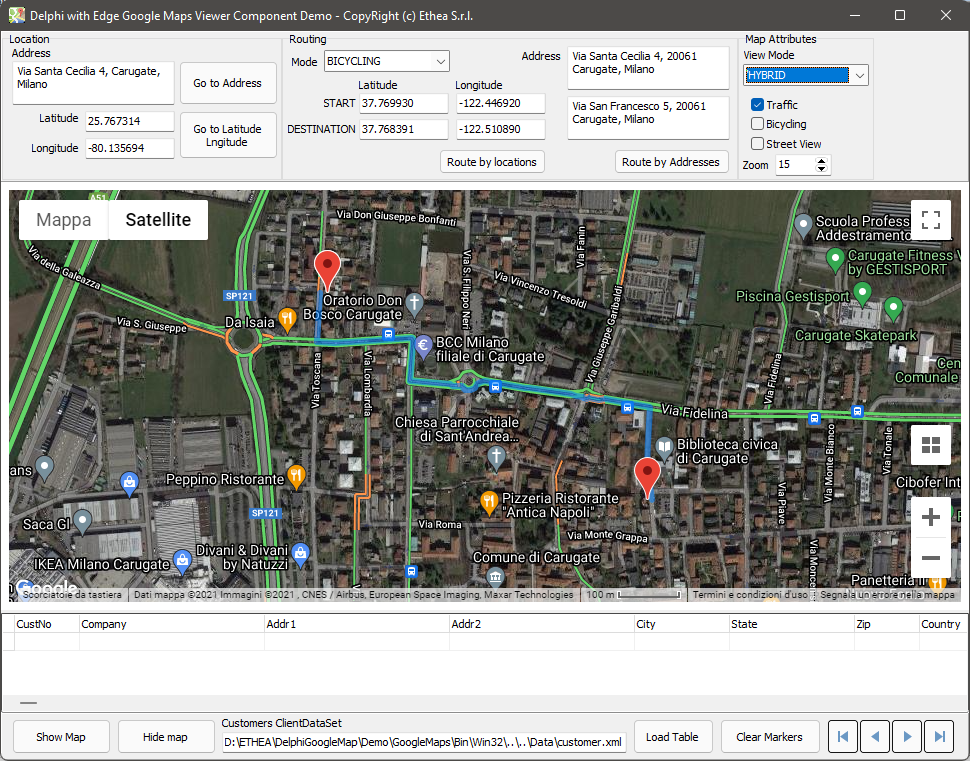 Delphi with Edge Google Maps Viewer Component Demo - CopyRight (c) Ethea S.r.l.
Location
Address
Via Santa Cecilia 4, Carugate,
Milano
Go to Address
Latitude
25.767314
Longitude
-80.135694
Go to Latitude
Lngitude
Routing
Mode
BICYCLING
Latitude
Longitude
START
37.769930
-122.446920
DESTINATION
37.768391
-122.510890
Route by locations
Address
Via Santa Cecilia 4, 20061
Carugate, Milano
Via San Francesco 5, 20061
Carugate, Milano
Route by Addresses
Map Attributes
View Mode
HYBRID
Traffic
Bicycling
Street View
Zoom
15
Mappa
Satellite
A51
Via Don Giuseppe Bonfanti
Via della Galeazza
Via Fanin
Via S. Filippo Neri
Via Vincenzo Tresoldi
Scuola Profess
Addestramento
Carugate Fitness V
by GESTISPORT
Piscina Gestisport
Carugate Skatepark
SP121
Via S. Giuseppe
Da Isaia
Oratorio Don
Bosco Carugate
BCC Milano
filiale di Carugate
Via Giuseppe Garibaldi
Via Toscana
Via Lombardia
Via Fidelina
Cen
Comunale
Via Fidelina
Chiesa Parrocchiale
di Sant'Andrea...
Biblioteca civica
di Carugate
Via Monte Bianco
Via Tonale
Via Piave
ans
Peppino Ristorante
Pizzeria Ristorante
"Antica Napoli"
Cibofer Int
SP121
Saca Gl
Via Roma
Via Monte Grappa
IKEA Milano Carugate
Divani & Divani
by Natuzzi
Comune di Carugate
Panetteria
Google
Scorciatoie da tastiera
Dati mappa ©2021 Immagini ©2021 , CNES / Airbus, European Space Imaging, Maxar Technologies
100 m
Termini e condizioni d'uso
Segnala un errore nella mappa
CustNo
Company
Addr1
Addr2
City
State
Zip
Country
Show Map
Hide map
Customers ClientDataSet
D:\ETHEA\DelphiGoogleMap\Demo\GoogleMaps\Bin\Win32\..\..\Data\customer.xml
Load Table
Clear Markers